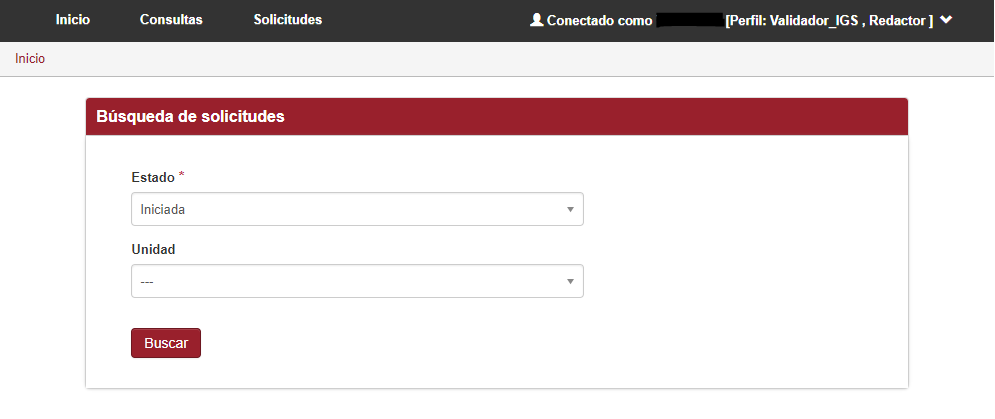 Inicio Consultas Solicitudes Conectado como [Perfil: Validador_IGS , Redactor ]
Inicio
Búsqueda de solicitudes
Estado *
Iniciada
Unidad
---
Buscar